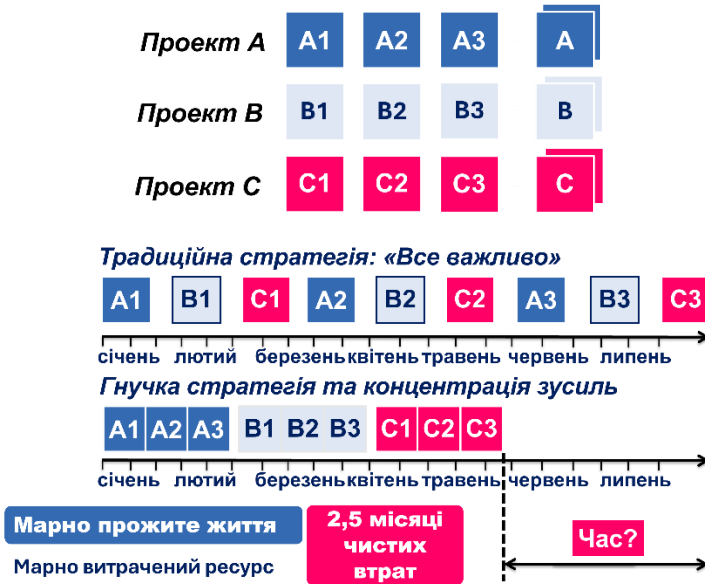 Проект А A1 A2 A3 A
Проект В B1 B2 B3 B
Проект С C1 C2 C3 C
Традиційна стратегія: «Все важливо»
A1 B1 C1 A2 B2 C2 A3 B3 C3
січень лютий березень квітень травень червень липень
Гнучка стратегія та концентрація зусиль
A1 A2 A3 B1 B2 B3 C1 C2 C3
січень лютий березень квітень травень червень липень
Марно прожите життя
Марно витрачений ресурс
2,5 місяці
чистих
втрат
Час?